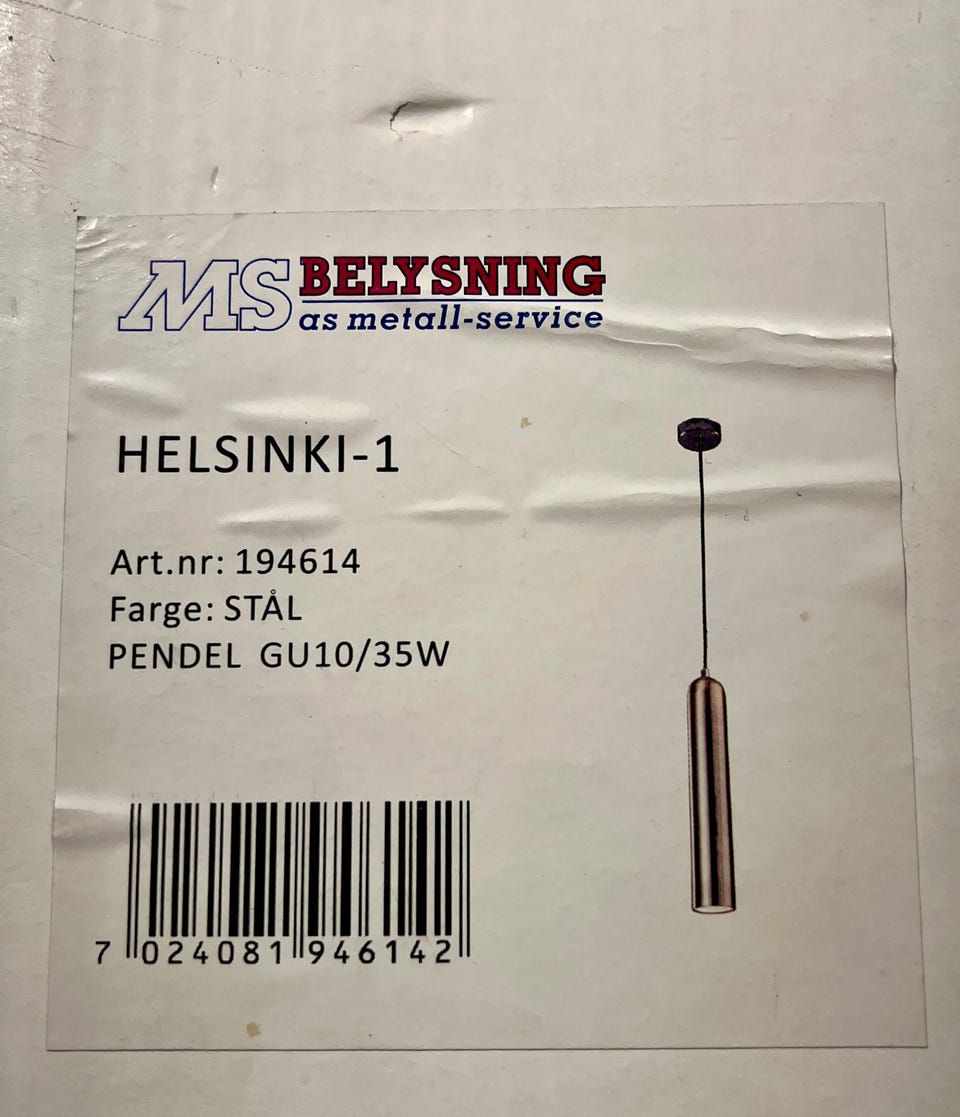 MS BELYSNING
as metall-service
HELSINKI-1
Art.nr: 194614
Farge: STÅL
PENDEL GU10/35W
7 024081 946142